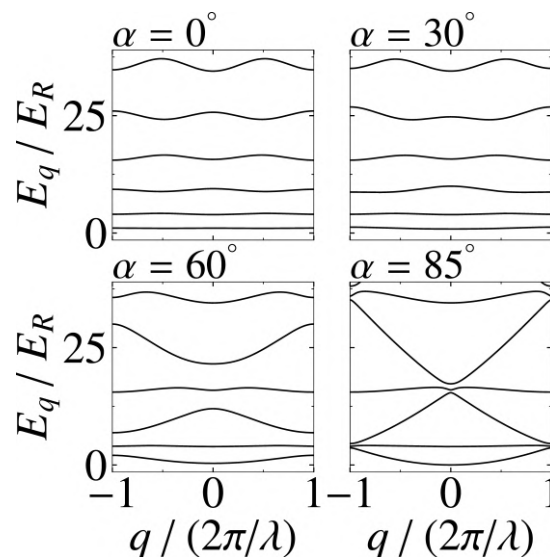 α = 0° α = 30°
E_q / E_R 25 0
α = 60° α = 85°
E_q / E_R 25 0
−1 0 1 −1 0 1
q / (2π/λ) q / (2π/λ)